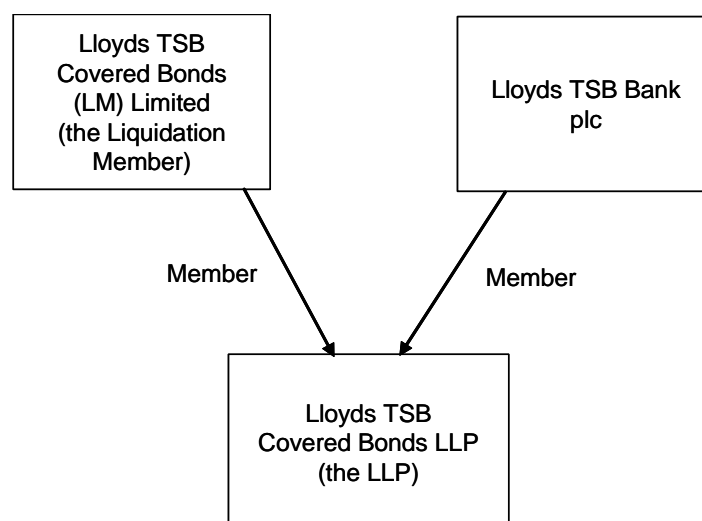 Lloyds TSB
Covered Bonds
(LM) Limited
(the Liquidation
Member)
Lloyds TSB Bank
plc
Member
Member
Lloyds TSB
Covered Bonds LLP
(the LLP)